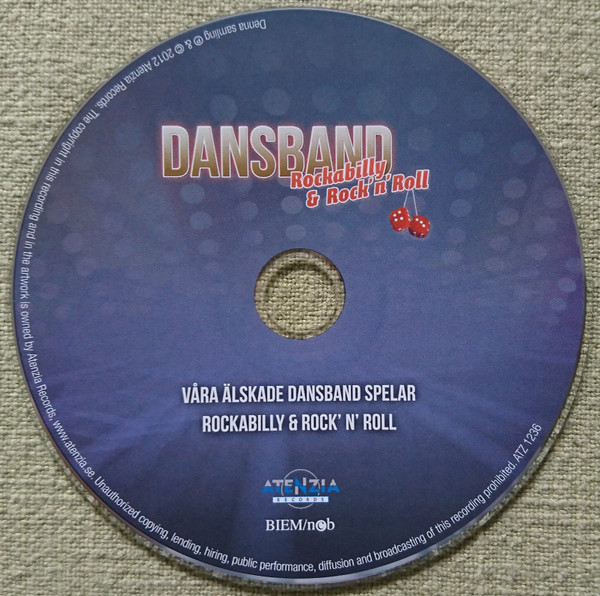 DANSBAND
Rockabilly
& Rock'n'Roll
VÅRA ÄLSKADE DANSBAND SPELAR
ROCKABILLY & ROCK' N' ROLL
ATENZIA
RECORDS
BIEM/ncb
Denna samling ℗ & © 2012 Atenzia Records. The copyright in this recording and in the artwork is owned by Atenzia Records, www.atenzia.se. Unauthorized copying, lending, hiring, public performance, diffusion and broadcasting of this recording prohibited. ATZ 1236